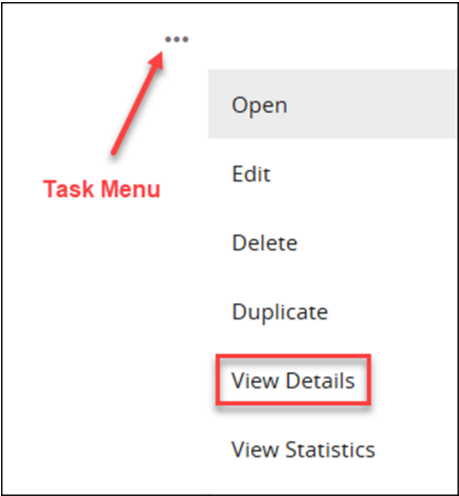 •••
Open
Task Menu
Edit
Delete
Duplicate
View Details
View Statistics